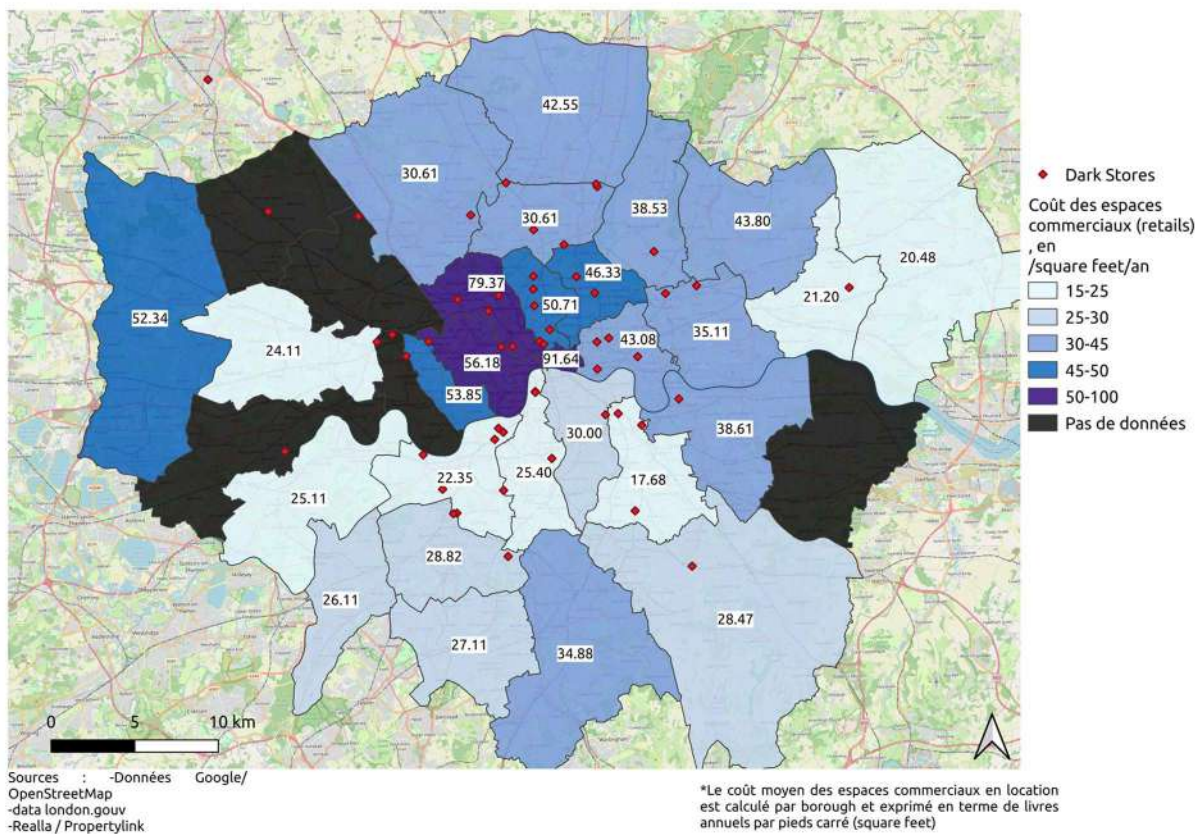 42.55
30.61
30.61
38.53
43.80
20.48
79.37
46.33
21.20
52.34
50.71
24.11
35.11
43.08
56.18
91.64
53.85
38.61
30.00
22.35
25.40
17.68
25.11
28.82
26.11
28.47
27.11
34.88
0 5 10 km
Dark Stores
Coût des espaces
commerciaux (retails)
, en
/square feet/an
15-25
25-30
30-45
45-50
50-100
Pas de données
Sources : -Données Google/
OpenStreetMap
-data london.gouv
-Realla / Propertylink
*Le coût moyen des espaces commerciaux en location
est calculé par borough et exprimé en terme de livres
annuels par pieds carré (square feet)